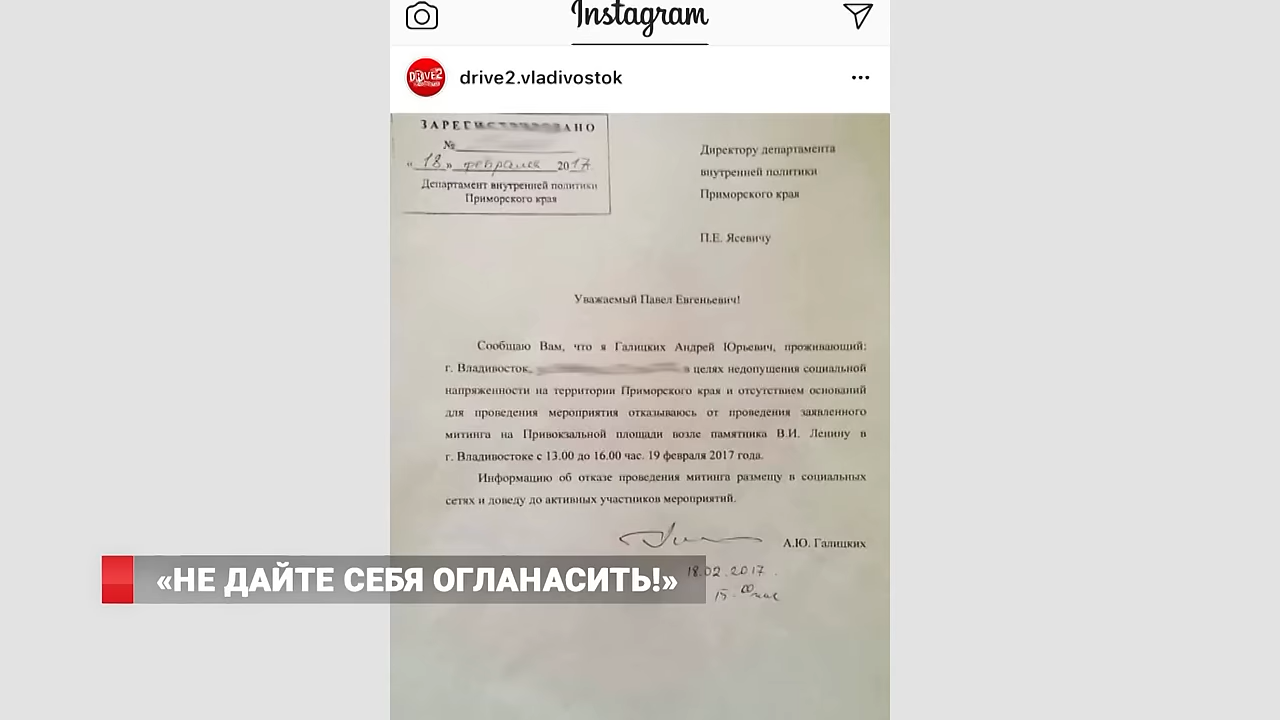 Instagram
DRIVE2
drive2.vladivostok
ЗАРЕГИСТРИРОВАНО
№
«18» февраля 2017
Департамент внутренней политики
Приморского края
Директору департамента
внутренней политики
Приморского края
П.Е. Ясевичу
Уважаемый Павел Евгеньевич!
Сообщаю Вам, что я Галицких Андрей Юрьевич, проживающий:
г. Владивосток, в целях недопущения социальной
напряженности на территории Приморского края и отсутствием оснований
для проведения мероприятия отказываюсь от проведения заявленного
митинга на Привокзальной площади возле памятника В.И. Ленину в
г. Владивостоке с 13.00 до 16.00 час. 19 февраля 2017 года.
Информацию об отказе проведения митинга размещу в социальных
сетях и доведу до активных участников мероприятий.
А.Ю. Галицких
18.02.2017
15.00
«НЕ ДАЙТЕ СЕБЯ ОГЛАНАСИТЬ!»